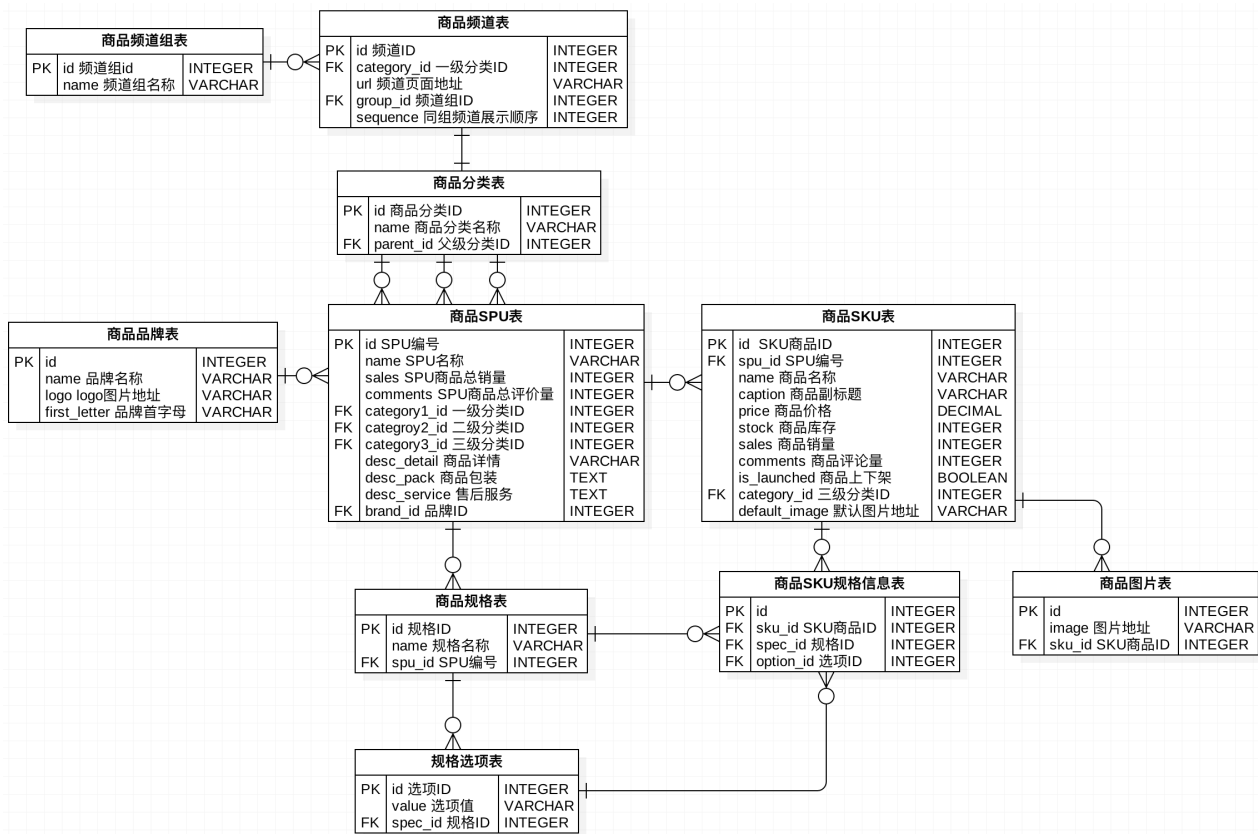 商品频道组表
PK id 频道组id INTEGER
name 频道组名称 VARCHAR
商品频道表
PK id 频道ID INTEGER
FK category_id 一级分类ID INTEGER
url 频道页面地址 VARCHAR
FK group_id 频道组ID INTEGER
sequence 同组频道展示顺序 INTEGER
商品分类表
PK id 商品分类ID INTEGER
name 商品分类名称 VARCHAR
FK parent_id 父级分类ID INTEGER
商品品牌表
PK id INTEGER
name 品牌名称 VARCHAR
logo logo图片地址 VARCHAR
first_letter 品牌首字母 VARCHAR
商品SPU表
PK id SPU编号 INTEGER
name SPU名称 VARCHAR
sales SPU商品总销量 INTEGER
comments SPU商品总评价量 INTEGER
FK category1_id 一级分类ID INTEGER
FK categroy2_id 二级分类ID INTEGER
FK category3_id 三级分类ID INTEGER
desc_detail 商品详情 VARCHAR
desc_pack 商品包装 TEXT
desc_service 售后服务 TEXT
FK brand_id 品牌ID INTEGER
商品SKU表
PK id SKU商品ID INTEGER
FK spu_id SPU编号 INTEGER
name 商品名称 VARCHAR
caption 商品副标题 VARCHAR
price 商品价格 DECIMAL
stock 商品库存 INTEGER
sales 商品销量 INTEGER
comments 商品评论量 INTEGER
is_launched 商品上下架 BOOLEAN
FK category_id 三级分类ID INTEGER
default_image 默认图片地址 VARCHAR
商品规格表
PK id 规格ID INTEGER
name 规格名称 VARCHAR
FK spu_id SPU编号 INTEGER
商品SKU规格信息表
PK id INTEGER
FK sku_id SKU商品ID INTEGER
FK spec_id 规格ID INTEGER
FK option_id 选项ID INTEGER
商品图片表
PK id INTEGER
image 图片地址 VARCHAR
FK sku_id SKU商品ID INTEGER
规格选项表
PK id 选项ID INTEGER
value 选项值 VARCHAR
FK spec_id 规格ID INTEGER